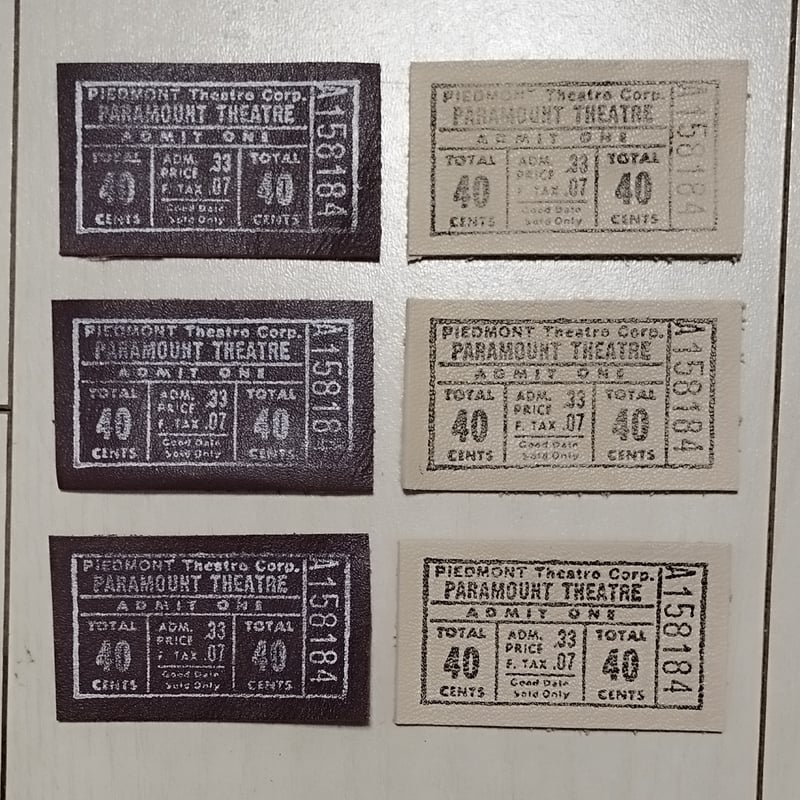 PIEDMONT Theatre Corp.
PARAMOUNT THEATRE
ADMIT ONE
TOTAL 40 CENTS
ADM. PRICE .33
F. TAX .07
Good Date
Sold Only
TOTAL 40 CENTS
A158184
PIEDMONT Theatre Corp.
PARAMOUNT THEATRE
ADMIT ONE
TOTAL 40 CENTS
ADM. PRICE .33
F. TAX .07
Good Date
Sold Only
TOTAL 40 CENTS
A158184
PIEDMONT Theatre Corp.
PARAMOUNT THEATRE
ADMIT ONE
TOTAL 40 CENTS
ADM. PRICE .33
F. TAX .07
Good Date
Sold Only
TOTAL 40 CENTS
A158184
PIEDMONT Theatre Corp.
PARAMOUNT THEATRE
ADMIT ONE
TOTAL 40 CENTS
ADM. PRICE .33
F. TAX .07
Good Date
Sold Only
TOTAL 40 CENTS
A158184
PIEDMONT Theatre Corp.
PARAMOUNT THEATRE
ADMIT ONE
TOTAL 40 CENTS
ADM. PRICE .33
F. TAX .07
Good Date
Sold Only
TOTAL 40 CENTS
A158184
PIEDMONT Theatre Corp.
PARAMOUNT THEATRE
ADMIT ONE
TOTAL 40 CENTS
ADM. PRICE .33
F. TAX .07
Good Date
Sold Only
TOTAL 40 CENTS
A158184